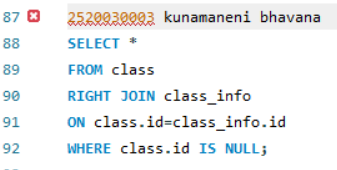 87 2520030003 kunamaneni bhavana
88 SELECT *
89 FROM class
90 RIGHT JOIN class_info
91 ON class.id=class_info.id
92 WHERE class.id IS NULL;